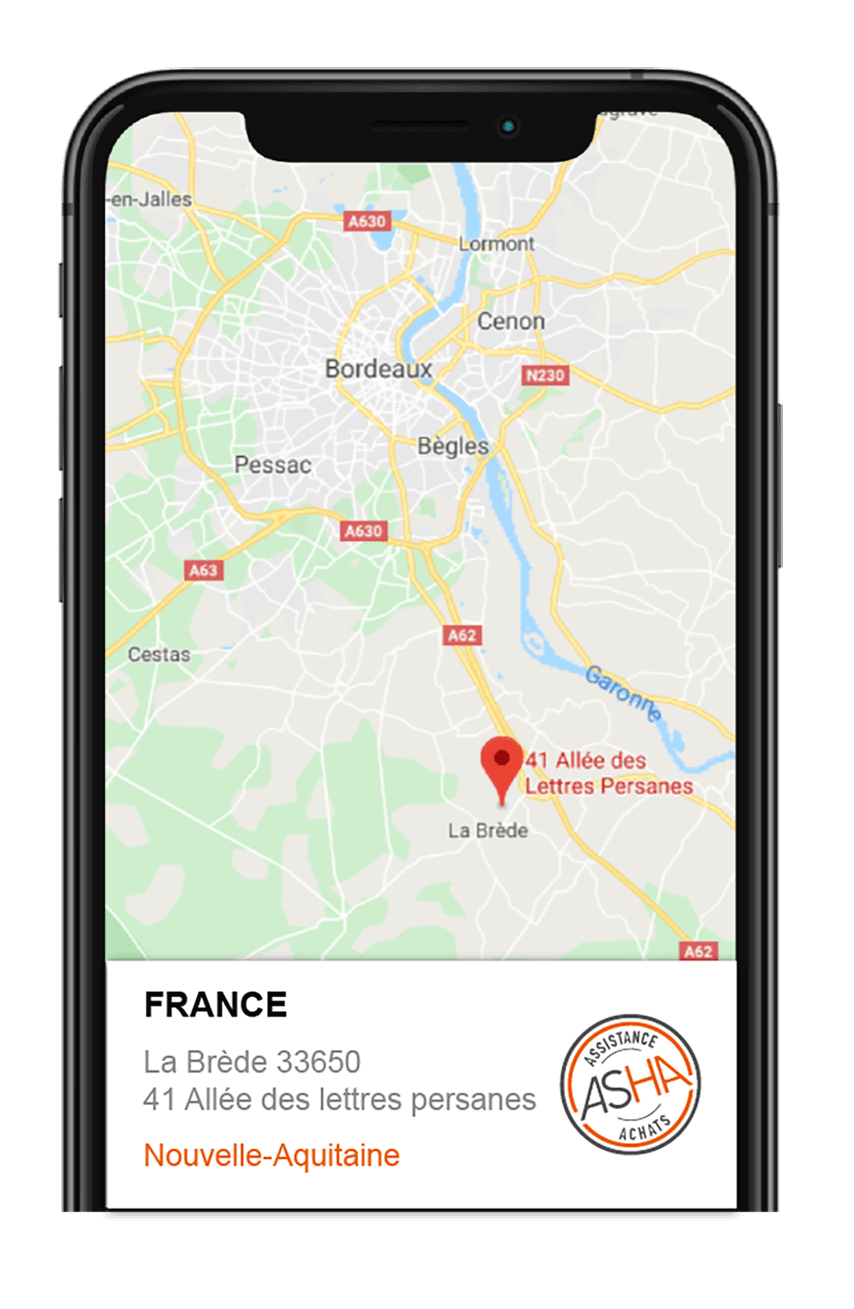 -en-Jalles
A630
Lormont
Cenon
Bordeaux
N230
Bègles
Pessac
A630
A63
A62
Cestas
Garonne
41 Allée des
Lettres Persanes
La Brède
A62
FRANCE
La Brède 33650
41 Allée des lettres persanes
Nouvelle-Aquitaine
ASSISTANCE
ASHA
ACHATS